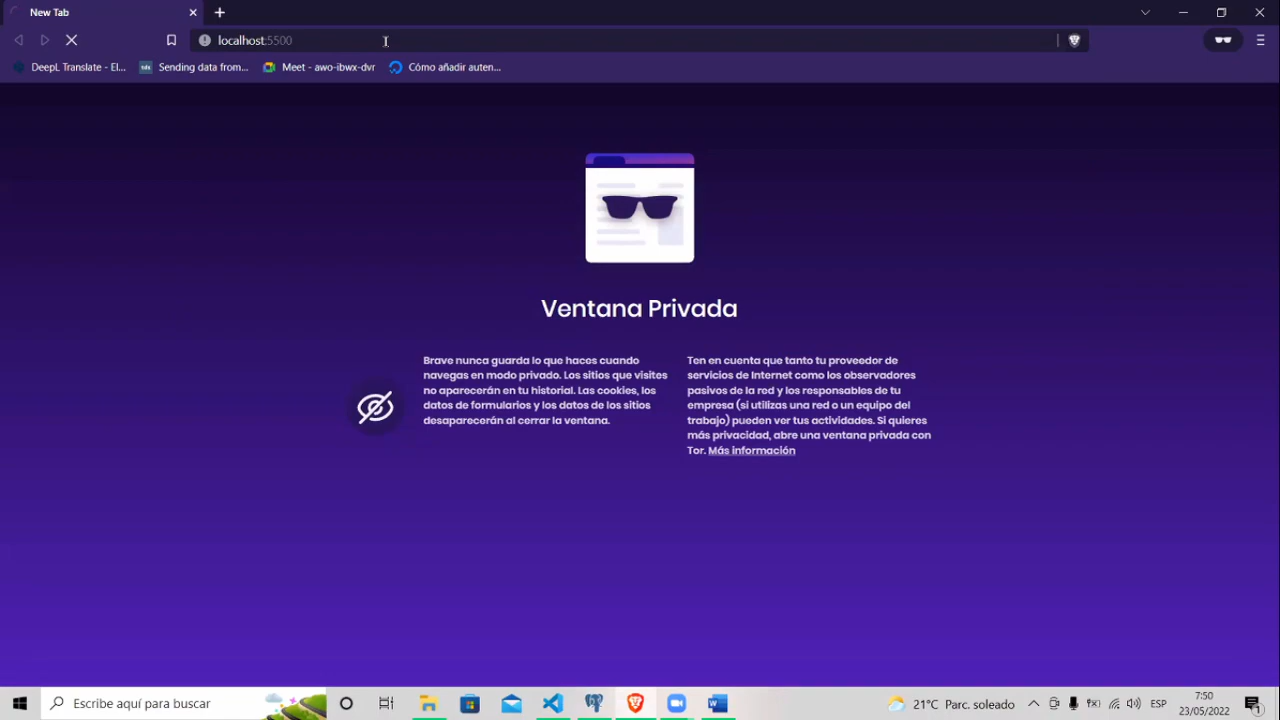 New Tab
localhost:5500
DeepL Translate - El...
tdx
Sending data from...
Meet - awo-ibwx-dvr
Cómo añadir auten...
Ventana Privada
Brave nunca guarda lo que haces cuando
navegas en modo privado. Los sitios que visites
no aparecerán en tu historial. Las cookies, los
datos de formularios y los datos de los sitios
desaparecerán al cerrar la ventana.
Ten en cuenta que tanto tu proveedor de
servicios de Internet como los observadores
pasivos de la red y los responsables de tu
empresa (si utilizas una red o un equipo del
trabajo) pueden ver tus actividades. Si quieres
más privacidad, abre una ventana privada con
Tor. Más información
Escribe aquí para buscar
21°C Parc. soleado
ESP
7:50
23/05/2022
1